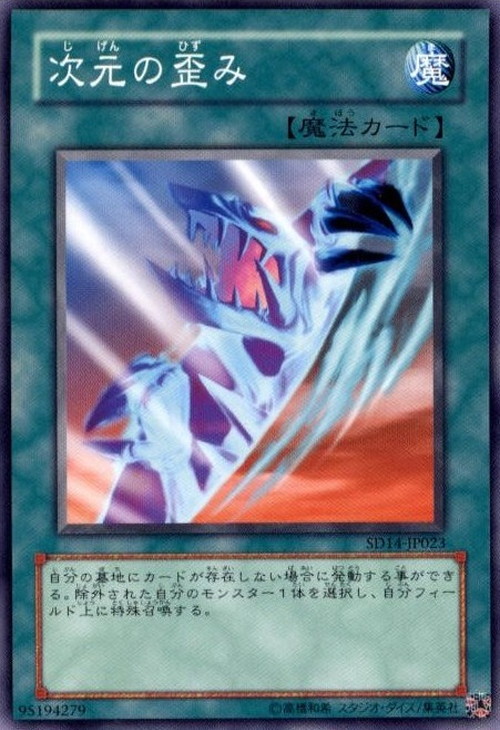 次元の歪み
魔
【魔法カード】
SD14-JP023
自分の墓地にカードが存在しない場合に発動する事ができ
る。除外された自分のモンスター1体を選択し、自分フィー
ルド上に特殊召喚する。
95194279
©高橋和希 スタジオ・ダイス/集英社